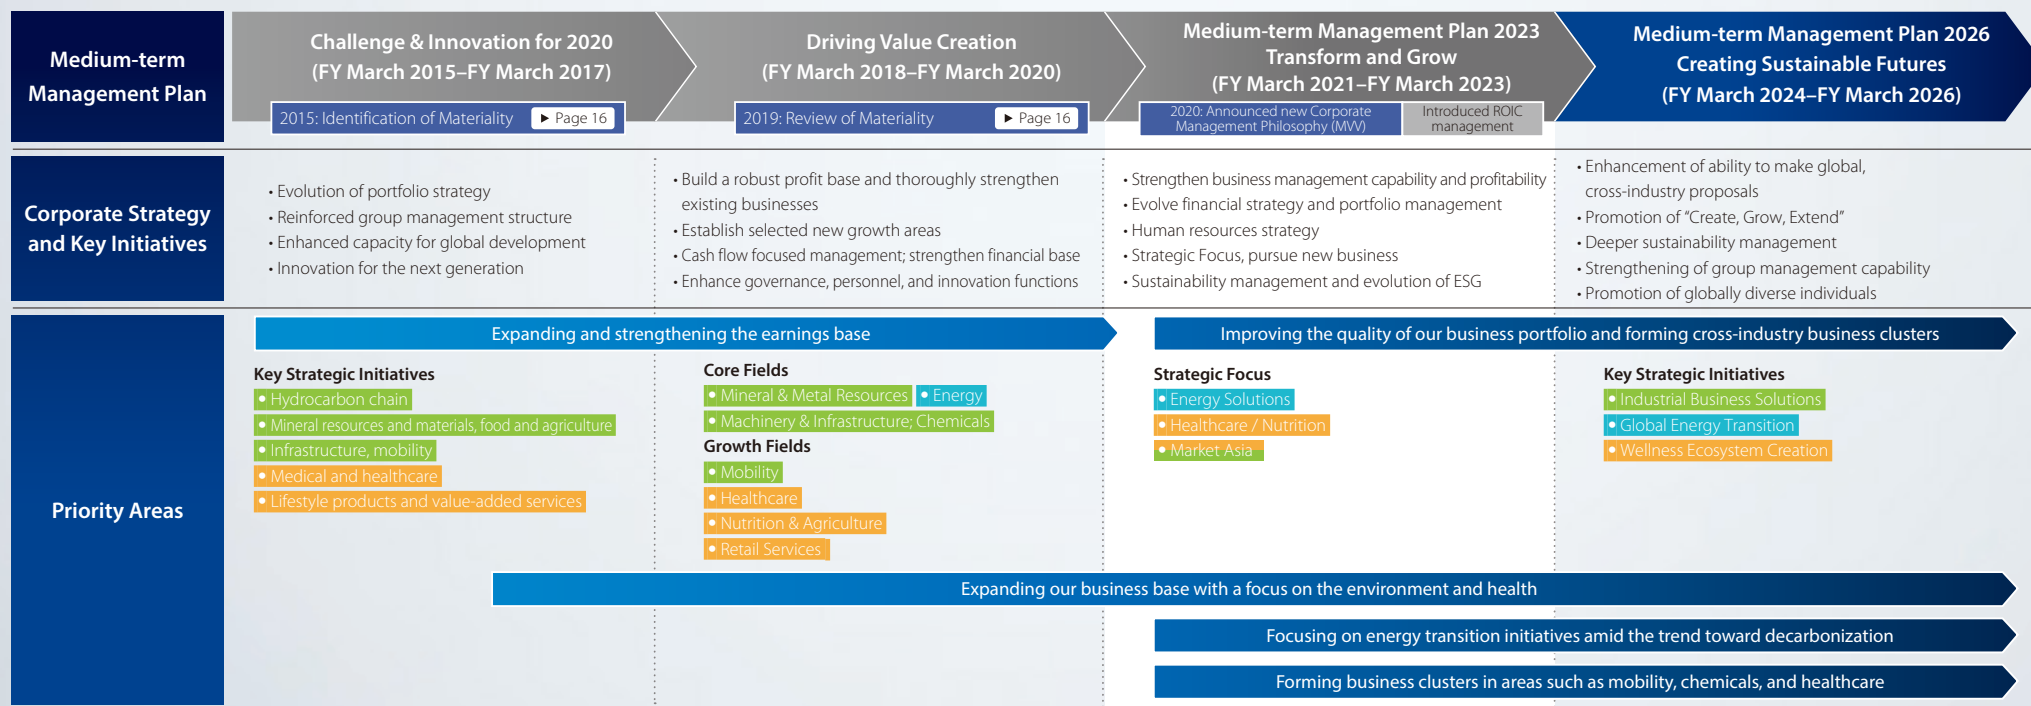 Medium-term
Management Plan
Challenge & Innovation for 2020
(FY March 2015–FY March 2017)
2015: Identification of Materiality
▶ Page 16
Driving Value Creation
(FY March 2018–FY March 2020)
2019: Review of Materiality
▶ Page 16
Medium-term Management Plan 2023
Transform and Grow
(FY March 2021–FY March 2023)
2020: Announced new Corporate
Management Philosophy (MVV)
Introduced ROIC
management
Medium-term Management Plan 2026
Creating Sustainable Futures
(FY March 2024–FY March 2026)
Corporate Strategy
and Key Initiatives
• Evolution of portfolio strategy
• Reinforced group management structure
• Enhanced capacity for global development
• Innovation for the next generation
• Build a robust profit base and thoroughly strengthen
existing businesses
• Establish selected new growth areas
• Cash flow focused management; strengthen financial base
• Enhance governance, personnel, and innovation functions
• Strengthen business management capability and profitability
• Evolve financial strategy and portfolio management
• Human resources strategy
• Strategic Focus, pursue new business
• Sustainability management and evolution of ESG
• Enhancement of ability to make global,
cross-industry proposals
• Promotion of “Create, Grow, Extend”
• Deeper sustainability management
• Strengthening of group management capability
• Promotion of globally diverse individuals
Priority Areas
Expanding and strengthening the earnings base
Improving the quality of our business portfolio and forming cross-industry business clusters
Key Strategic Initiatives
• Hydrocarbon chain
• Mineral resources and materials, food and agriculture
• Infrastructure, mobility
• Medical and healthcare
• Lifestyle products and value-added services
Core Fields
• Mineral & Metal Resources
• Energy
• Machinery & Infrastructure; Chemicals
Growth Fields
• Mobility
• Healthcare
• Nutrition & Agriculture
• Retail Services
Strategic Focus
• Energy Solutions
• Healthcare / Nutrition
• Market Asia
Key Strategic Initiatives
• Industrial Business Solutions
• Global Energy Transition
• Wellness Ecosystem Creation
Expanding our business base with a focus on the environment and health
Focusing on energy transition initiatives amid the trend toward decarbonization
Forming business clusters in areas such as mobility, chemicals, and healthcare